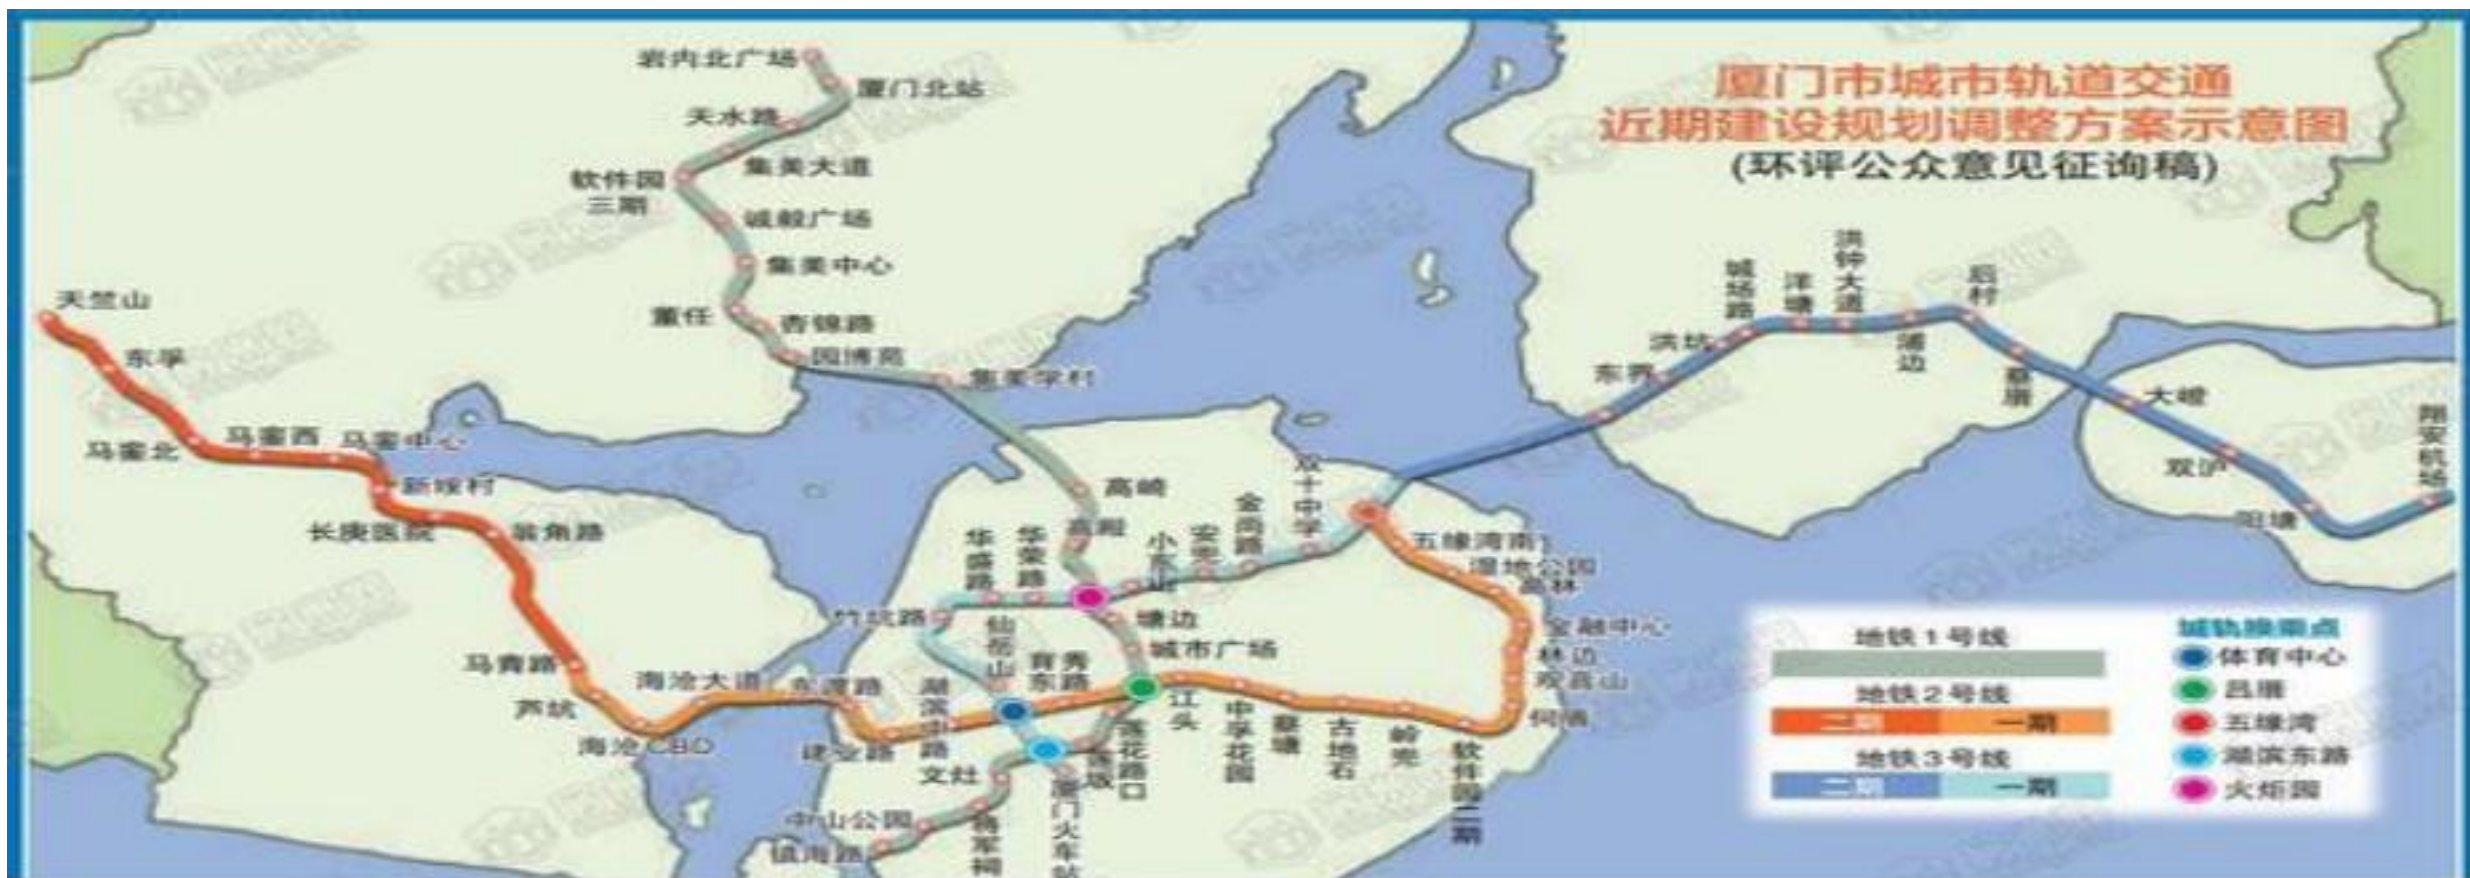 厦门市城市轨道交通
近期建设规划调整方案示意图
(环评公众意见征询稿)
岩内北广场
厦门北站
天水路
集美大道
软件园
三期
诚毅广场
集美中心
董任
杏锦路
园博苑
集美学村
高崎
高殿
天竺山
东孚
马銮北
马銮西
马銮中心
新垵村
长庚医院
翁角路
马青路
芦坑
海沧CBD
海沧大道
东渡路
建业路
湖滨中路
育秀东路
仙岳山
竹坑路
华盛路
华荣路
小东山
安兜
金尚路
双十中学
塘边
城市广场
江头
中孚花园
蔡塘
古地石
岭兜
软件园二期
何厝
观音山
林边
金融中心
高林
湿地公园
五缘湾南
莲花路口
莲坂
厦门火车站
文灶
将军祠
中山公园
镇海路
东界
洪坑
城场路
洋塘
洪钟大道
浦边
后村
蔡厝
大嶝
双沪
阳塘
翔安机场
地铁1号线
地铁2号线
二期 一期
地铁3号线
二期 一期
城轨换乘点
体育中心
吕厝
五缘湾
湖滨东路
火炬园